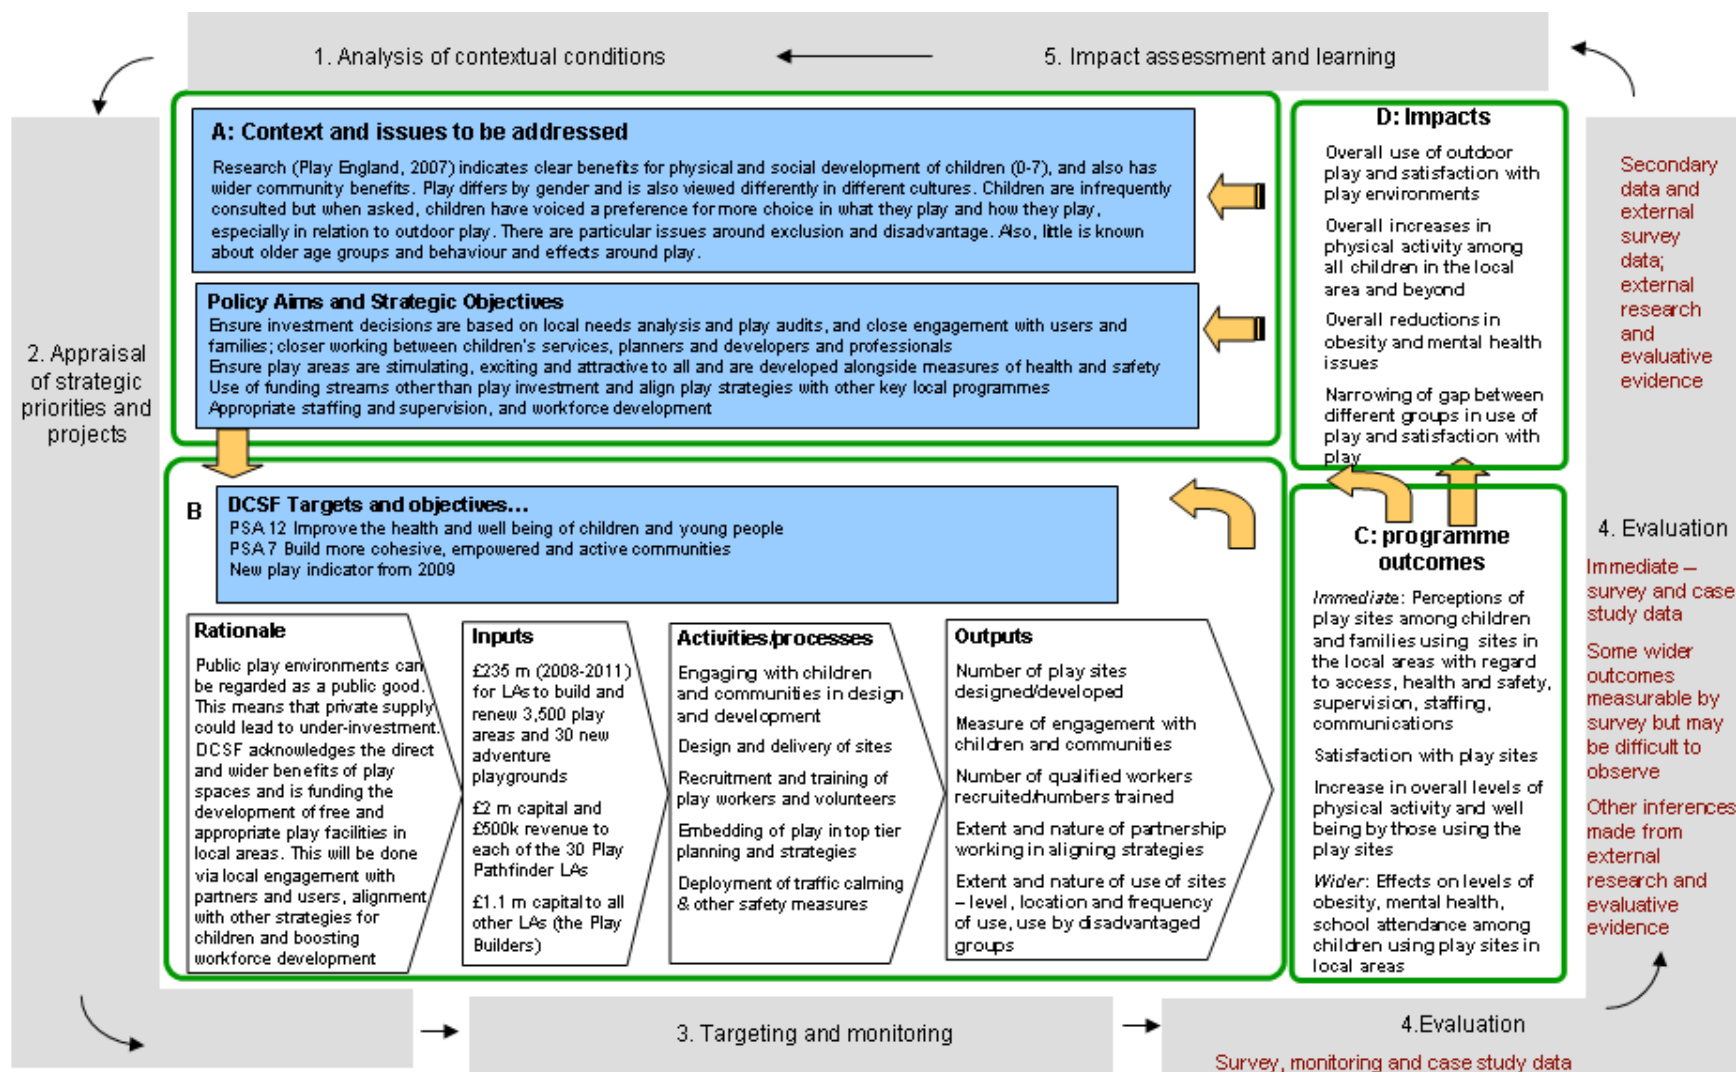 1. Analysis of contextual conditions
5. Impact assessment and learning
2. Appraisal
of strategic
priorities and
projects
A: Context and issues to be addressed
Research (Play England, 2007) indicates clear benefits for physical and social development of children (0-7), and also has
wider community benefits. Play differs by gender and is also viewed differently in different cultures. Children are infrequently
consulted but when asked, children have voiced a preference for more choice in what they play and how they play,
especially in relation to outdoor play. There are particular issues around exclusion and disadvantage. Also, little is known
about older age groups and behaviour and effects around play.
Policy Aims and Strategic Objectives
Ensure investment decisions are based on local needs analysis and play audits, and close engagement with users and
families; closer working between children's services, planners and developers and professionals
Ensure play areas are stimulating, exciting and attractive to all and are developed alongside measures of health and safety
Use of funding streams other than play investment and align play strategies with other key local programmes
Appropriate staffing and supervision, and workforce development
B
DCSF Targets and objectives...
PSA 12 Improve the health and well being of children and young people
PSA 7 Build more cohesive, empowered and active communities
New play indicator from 2009
Rationale
Public play environments can
be regarded as a public good.
This means that private supply
could lead to under-investment.
DCSF acknowledges the direct
and wider benefits of play
spaces and is funding the
development of free and
appropriate play facilities in
local areas. This will be done
via local engagement with
partners and users, alignment
with other strategies for
children and boosting
workforce development
Inputs
£235 m (2008-2011)
for LAs to build and
renew 3,500 play
areas and 30 new
adventure
playgrounds
£2 m capital and
£500k revenue to
each of the 30 Play
Pathfinder LAs
£1.1 m capital to all
other LAs (the Play
Builders)
Activities/processes
Engaging with children
and communities in design
and development
Design and delivery of sites
Recruitment and training of
play workers and volunteers
Embedding of play in top tier
planning and strategies
Deployment of traffic calming
& other safety measures
Outputs
Number of play sites
designed/developed
Measure of engagement with
children and communities
Number of qualified workers
recruited/numbers trained
Extent and nature of partnership
working in aligning strategies
Extent and nature of use of sites
– level, location and frequency
of use, use by disadvantaged
groups
D: Impacts
Overall use of outdoor
play and satisfaction with
play environments
Overall increases in
physical activity among
all children in the local
area and beyond
Overall reductions in
obesity and mental health
issues
Narrowing of gap between
different groups in use of
play and satisfaction with
play
C: programme
outcomes
Immediate: Perceptions of
play sites among children
and families using sites in
the local areas with regard
to access, health and safety,
supervision, staffing,
communications
Satisfaction with play sites
Increase in overall levels of
physical activity and well
being by those using the
play sites
Wider: Effects on levels of
obesity, mental health,
school attendance among
children using play sites in
local areas
Secondary
data and
external
survey
data;
external
research
and
evaluative
evidence
4. Evaluation
Immediate –
survey and case
study data
Some wider
outcomes
measurable by
survey but may
be difficult to
observe
Other inferences
made from
external
research and
evaluative
evidence
3. Targeting and monitoring
4.Evaluation
Survey, monitoring and case study data